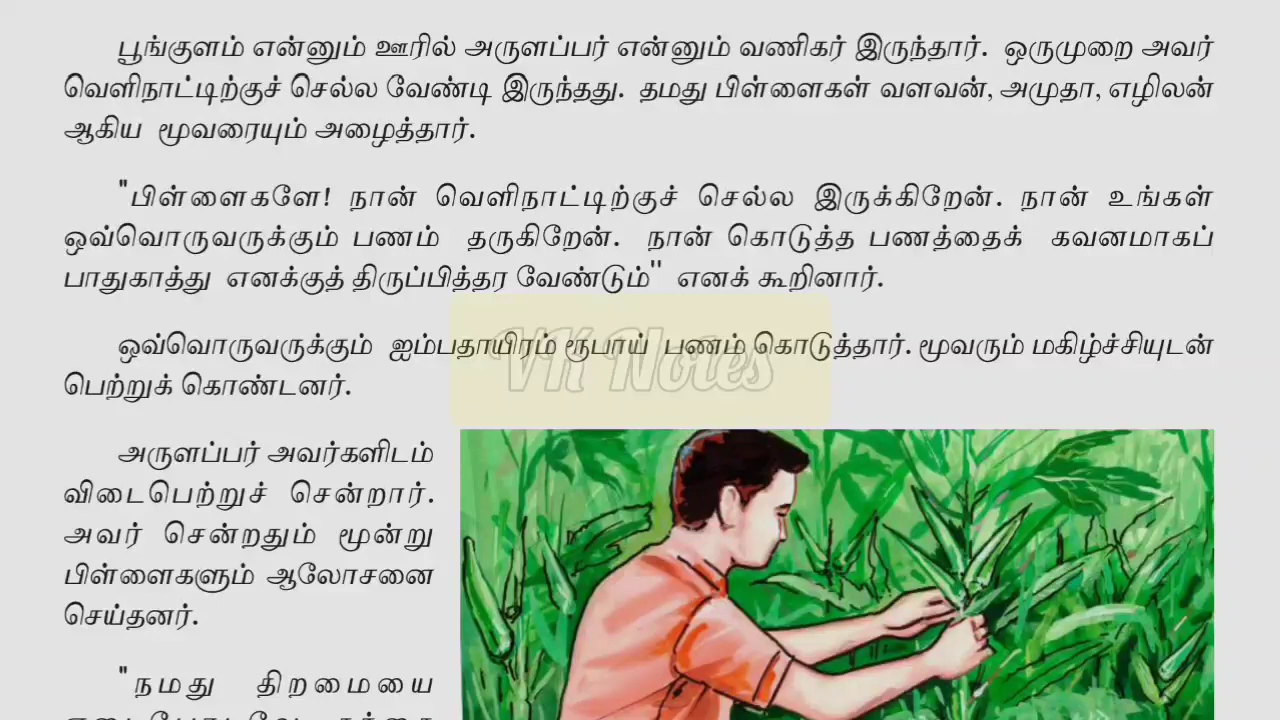 பூங்குளம் என்னும் ஊரில் அருளப்பர் என்னும் வணிகர் இருந்தார். ஒருமுறை அவர்
வெளிநாட்டிற்குச் செல்ல வேண்டி இருந்தது. தமது பிள்ளைகள் வளவன், அமுதா, எழிலன்
ஆகிய மூவரையும் அழைத்தார்.
"பிள்ளைகளே! நான் வெளிநாட்டிற்குச் செல்ல இருக்கிறேன். நான் உங்கள்
ஒவ்வொருவருக்கும் பணம் தருகிறேன். நான் கொடுத்த பணத்தைக் கவனமாகப்
பாதுகாத்து எனக்குத் திருப்பித்தர வேண்டும்" எனக் கூறினார்.
ஒவ்வொருவருக்கும் ஐம்பதாயிரம் ரூபாய் பணம் கொடுத்தார். மூவரும் மகிழ்ச்சியுடன்
பெற்றுக் கொண்டனர்.
VK Notes
அருளப்பர் அவர்களிடம்
விடைபெற்றுச் சென்றார்.
அவர் சென்றதும் மூன்று
பிள்ளைகளும் ஆலோசனை
செய்தனர்.
"நமது திறமையை